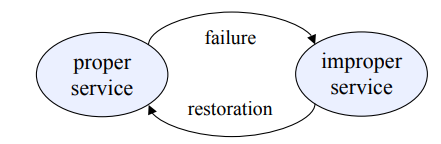 failure
proper
service
improper
service
restoration